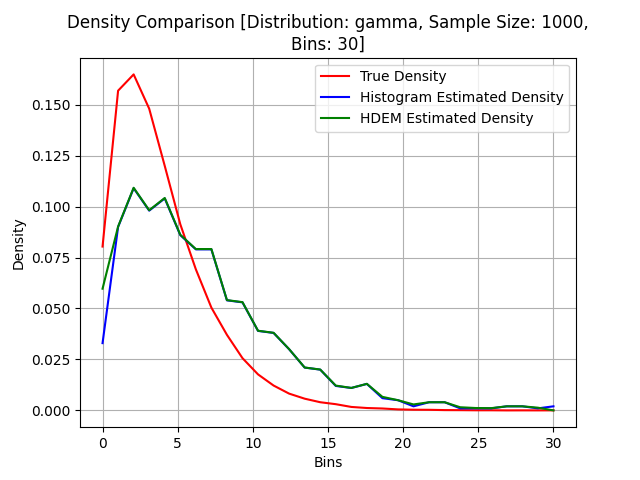 Density Comparison [Distribution: gamma, Sample Size: 1000,
Bins: 30]
True Density
Histogram Estimated Density
HDEM Estimated Density
Density
0.150
0.125
0.100
0.075
0.050
0.025
0.000
0 5 10 15 20 25 30
Bins